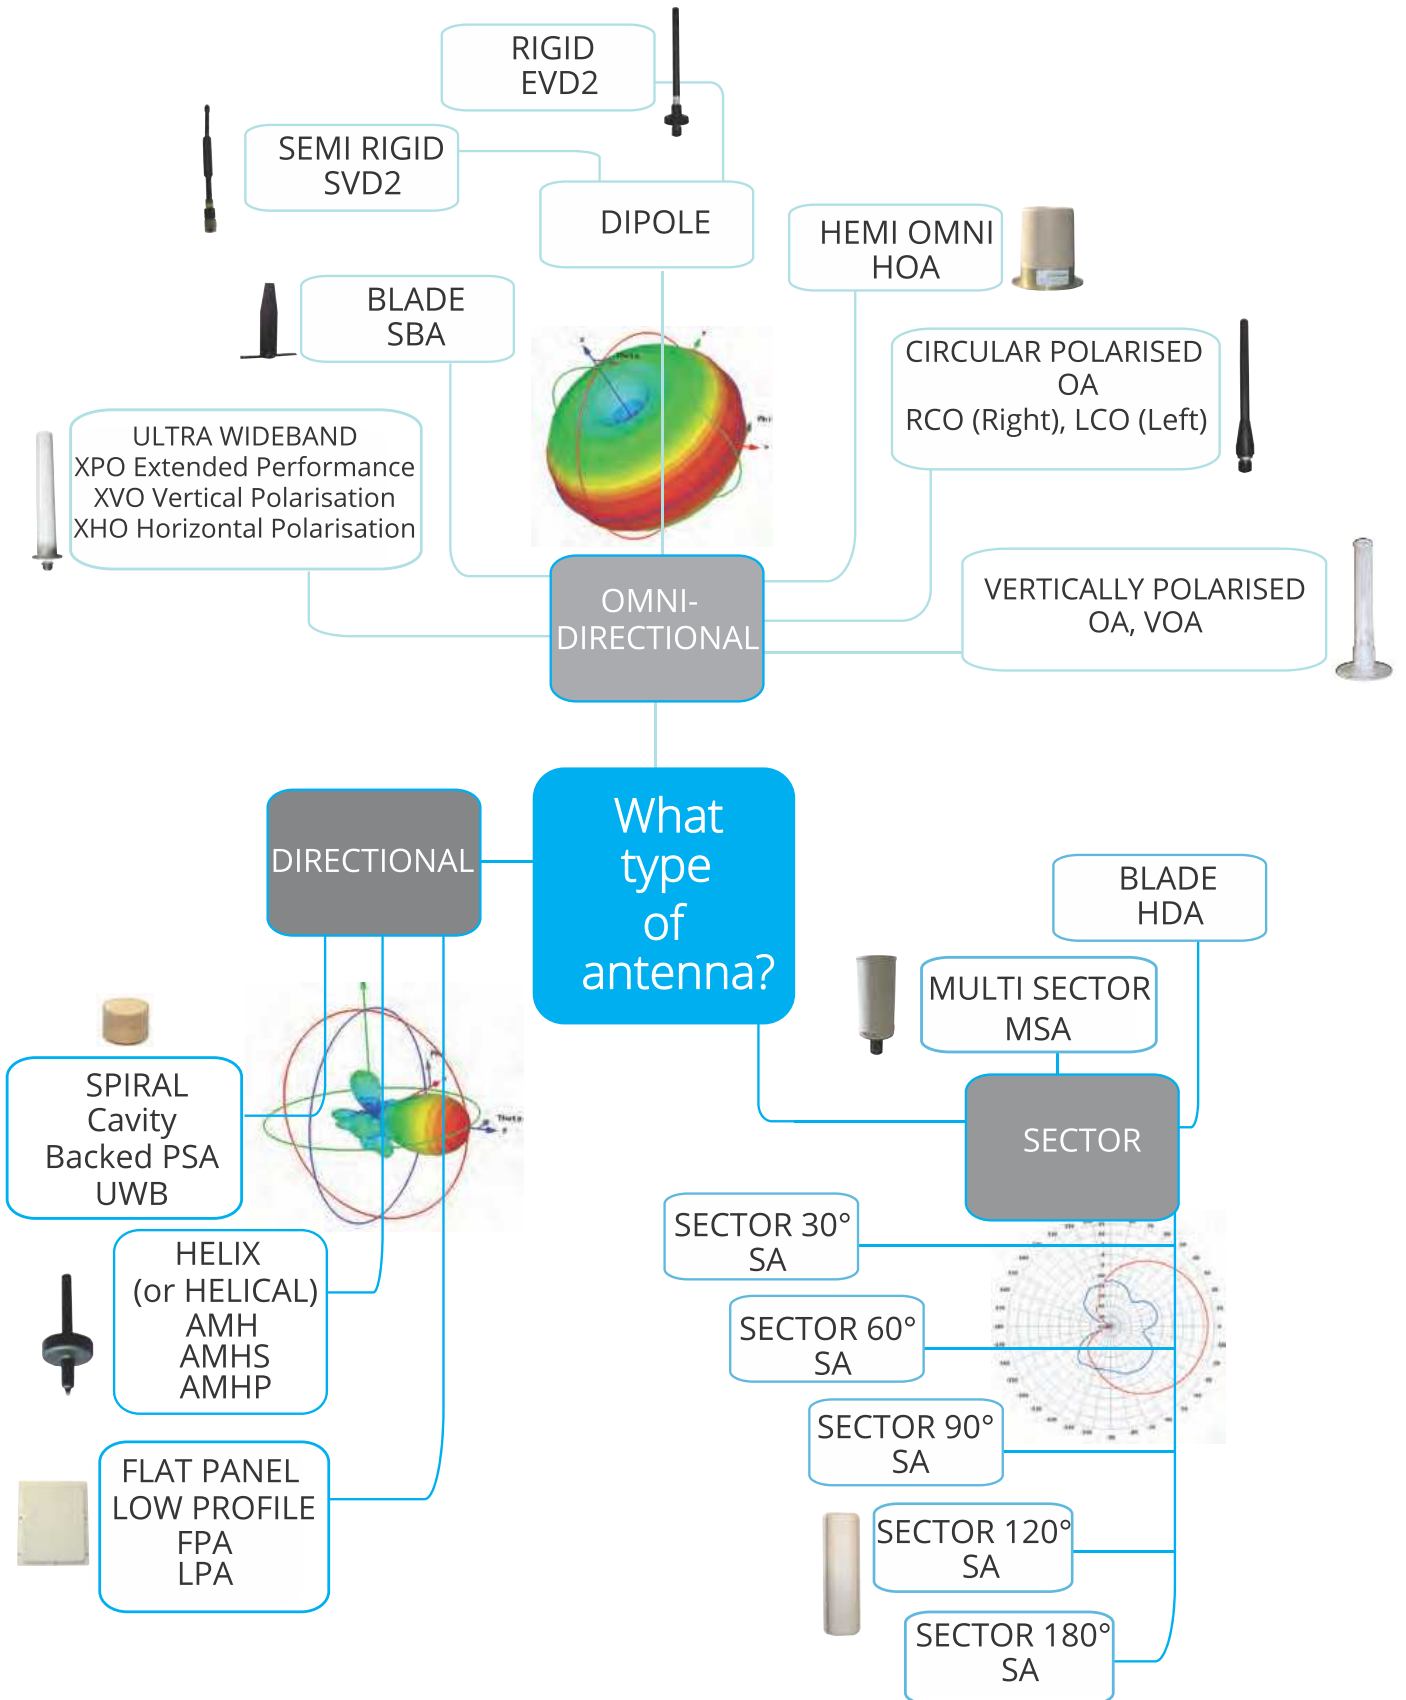 RIGID
EVD2
SEMI RIGID
SVD2
DIPOLE
HEMI OMNI
HOA
BLADE
SBA
CIRCULAR POLARISED
OA
RCO (Right), LCO (Left)
ULTRA WIDEBAND
XPO Extended Performance
XVO Vertical Polarisation
XHO Horizontal Polarisation
Theta
Phi
VERTICALLY POLARISED
OA, VOA
OMNI-
DIRECTIONAL
What
type
of
antenna?
DIRECTIONAL
BLADE
HDA
MULTI SECTOR
MSA
SECTOR
SPIRAL
Cavity
Backed PSA
UWB
Theta
HELIX
(or HELICAL)
AMH
AMHS
AMHP
FLAT PANEL
LOW PROFILE
FPA
LPA
SECTOR 30°
SA
SECTOR 60°
SA
SECTOR 90°
SA
SECTOR 120°
SA
SECTOR 180°
SA